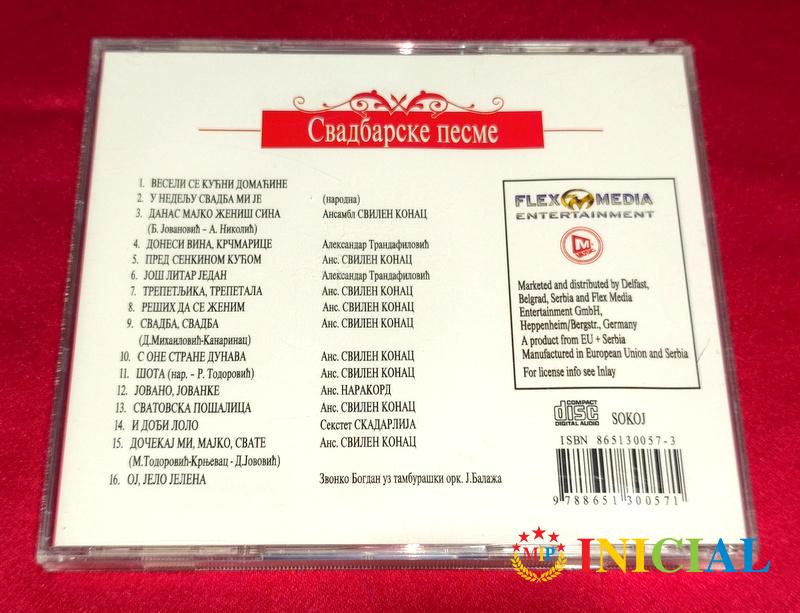 Свадбарске песме
1. ВЕСЕЛИ СЕ КУЋНИ ДОМАЋИНЕ
2. У НЕДЕЉУ СВАДБА МИ ЈЕ (народна)
3. ДАНАС МАЈКО ЖЕНИШ СИНА Ансамбл СВИЛЕН КОНАЦ
(Б. Јовановић - А. Николић)
4. ДОНЕСИ ВИНА, КРЧМАРИЦЕ Александар Трандафиловић
5. ПРЕД СЕНКИНОМ КУЋОМ Анс. СВИЛЕН КОНАЦ
6. ЈОШ ЛИТАР ЈЕДАН Александар Трандафиловић
7. ТРЕПЕТЉИКА, ТРЕПЕТАЛА Анс. СВИЛЕН КОНАЦ
8. РЕШИХ ДА СЕ ЖЕНИМ Анс. СВИЛЕН КОНАЦ
9. СВАДБА, СВАДБА Анс. СВИЛЕН КОНАЦ
(Д.Михаиловић-Канаринац)
10. С ОНЕ СТРАНЕ ДУНАВА Анс. СВИЛЕН КОНАЦ
11. ШОТА (нар. - Р. Тодоровић) Анс. СВИЛЕН КОНАЦ
12. ЈОВАНО, ЈОВАНКЕ Анс. НАРАКОРД
13. СВАТОВСКА ПОШАЛИЦА Анс. СВИЛЕН КОНАЦ
14. И ДОЂИ ЛОЛО Секстет СКАДАРЛИЈА
15. ДОЧЕКАЈ МИ, МАЈКО, СВАТЕ Анс. СВИЛЕН КОНАЦ
(М.Тодоровић-Крњевац - Д.Јововић)
16. ОЈ, ЈЕЛО ЈЕЛЕНА Звонко Богдан уз тамбурашки орк. Ј.Балажа
FLEX MEDIA
ENTERTAINMENT
MUSIC
Marketed and distributed by Delfast,
Belgrad, Serbia and Flex Media
Entertainment GmbH,
Heppenheim/Bergstr., Germany
A product from EU + Serbia
Manufactured in European Union and Serbia
For license info see Inlay
COMPACT
disc
DIGITAL AUDIO
SOKOJ
ISBN 865130057-3
9 788651 300571
MIP INICIAL